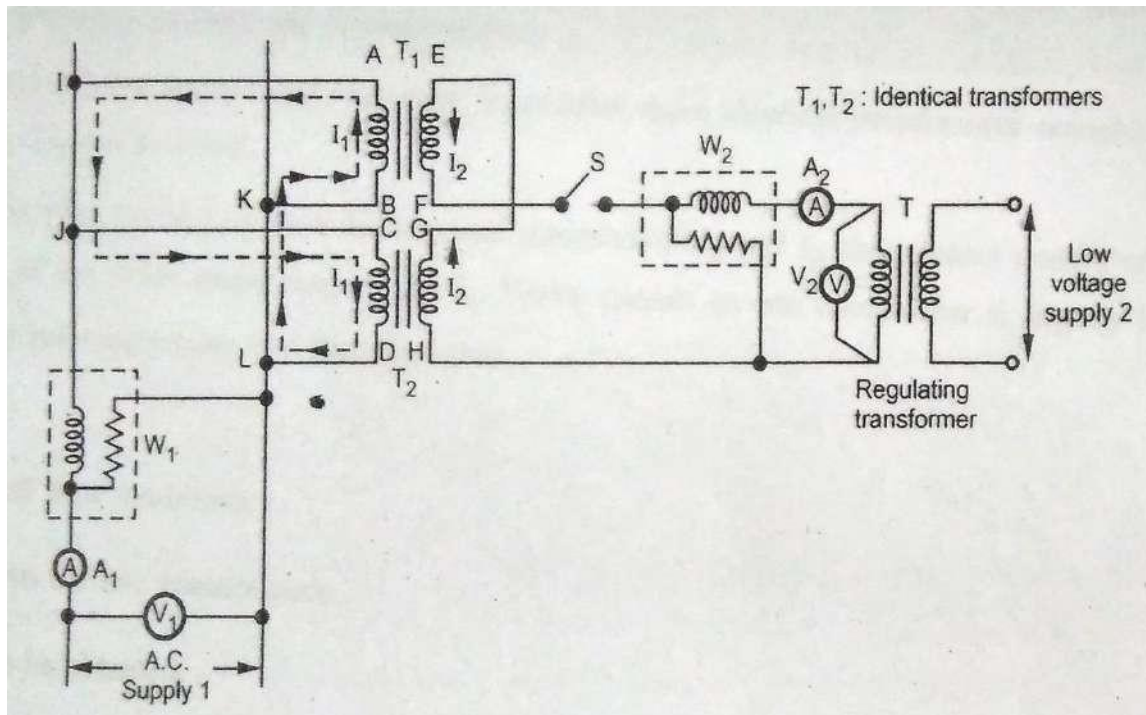 A T₁ E
I
T₁,T₂ : Identical transformers
I₁
I₂
W₂
A₂
S
K
B
F
A
T
J
C
G
I₁
I₂
V₂
V
Low
voltage
supply 2
L
D
H
T₂
Regulating
transformer
W₁
A
A₁
V₁
A.C.
Supply 1